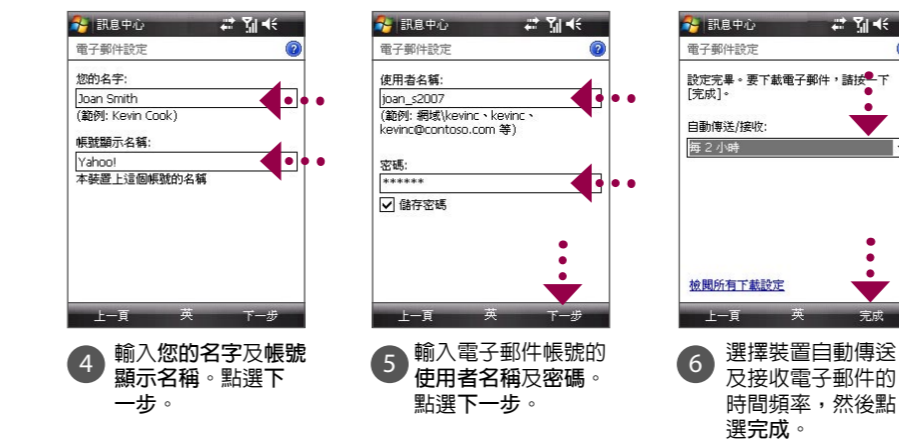 訊息中心
電子郵件設定
您的名字:
Joan Smith
(範例: Kevin Cook)
帳號顯示名稱:
Yahoo!
本裝置上這個帳號的名稱
上一頁 英 下一步
4 輸入您的名字及帳號
顯示名稱。點選下
一步。
訊息中心
電子郵件設定
使用者名稱:
joan_s2007
(範例: 網域\kevinc、kevinc、
kevinc@contoso.com 等)
密碼:
******
儲存密碼
上一頁 英 下一步
5 輸入電子郵件帳號的
使用者名稱及密碼。
點選下一步。
訊息中心
電子郵件設定
設定完畢。要下載電子郵件，請按一下
[完成]。
自動傳送/接收:
每 2 小時
檢閱所有下載設定
上一頁 英 完成
6 選擇裝置自動傳送
及接收電子郵件的
時間頻率，然後點
選完成。